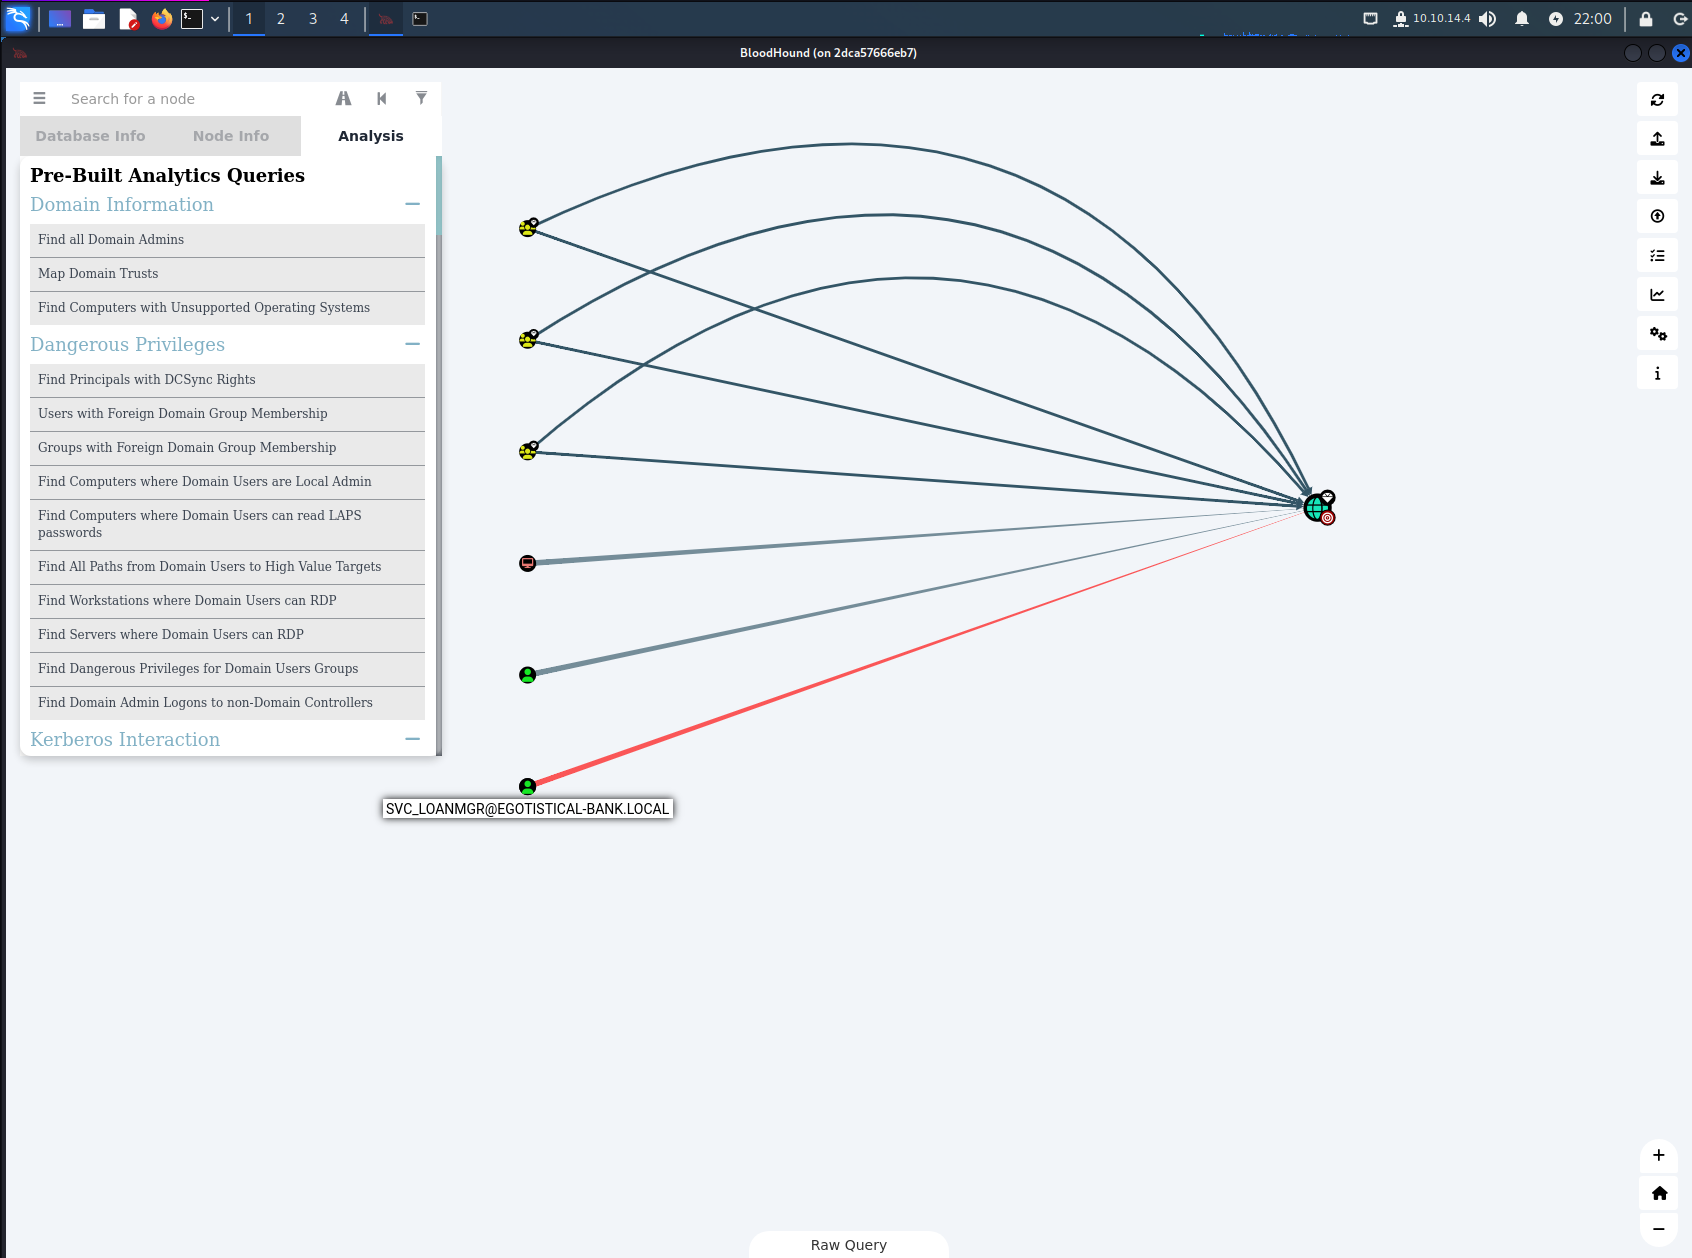 1
2
3
4
10.10.14.4
22:00
BloodHound (on 2dca57666eb7)
Search for a node
Database Info
Node Info
Analysis
Pre-Built Analytics Queries
Domain Information
Find all Domain Admins
Map Domain Trusts
Find Computers with Unsupported Operating Systems
Dangerous Privileges
Find Principals with DCSync Rights
Users with Foreign Domain Group Membership
Groups with Foreign Domain Group Membership
Find Computers where Domain Users are Local Admin
Find Computers where Domain Users can read LAPS
passwords
Find All Paths from Domain Users to High Value Targets
Find Workstations where Domain Users can RDP
Find Servers where Domain Users can RDP
Find Dangerous Privileges for Domain Users Groups
Find Domain Admin Logons to non-Domain Controllers
Kerberos Interaction
SVC_LOANMGR@EGOTISTICAL-BANK.LOCAL
Raw Query